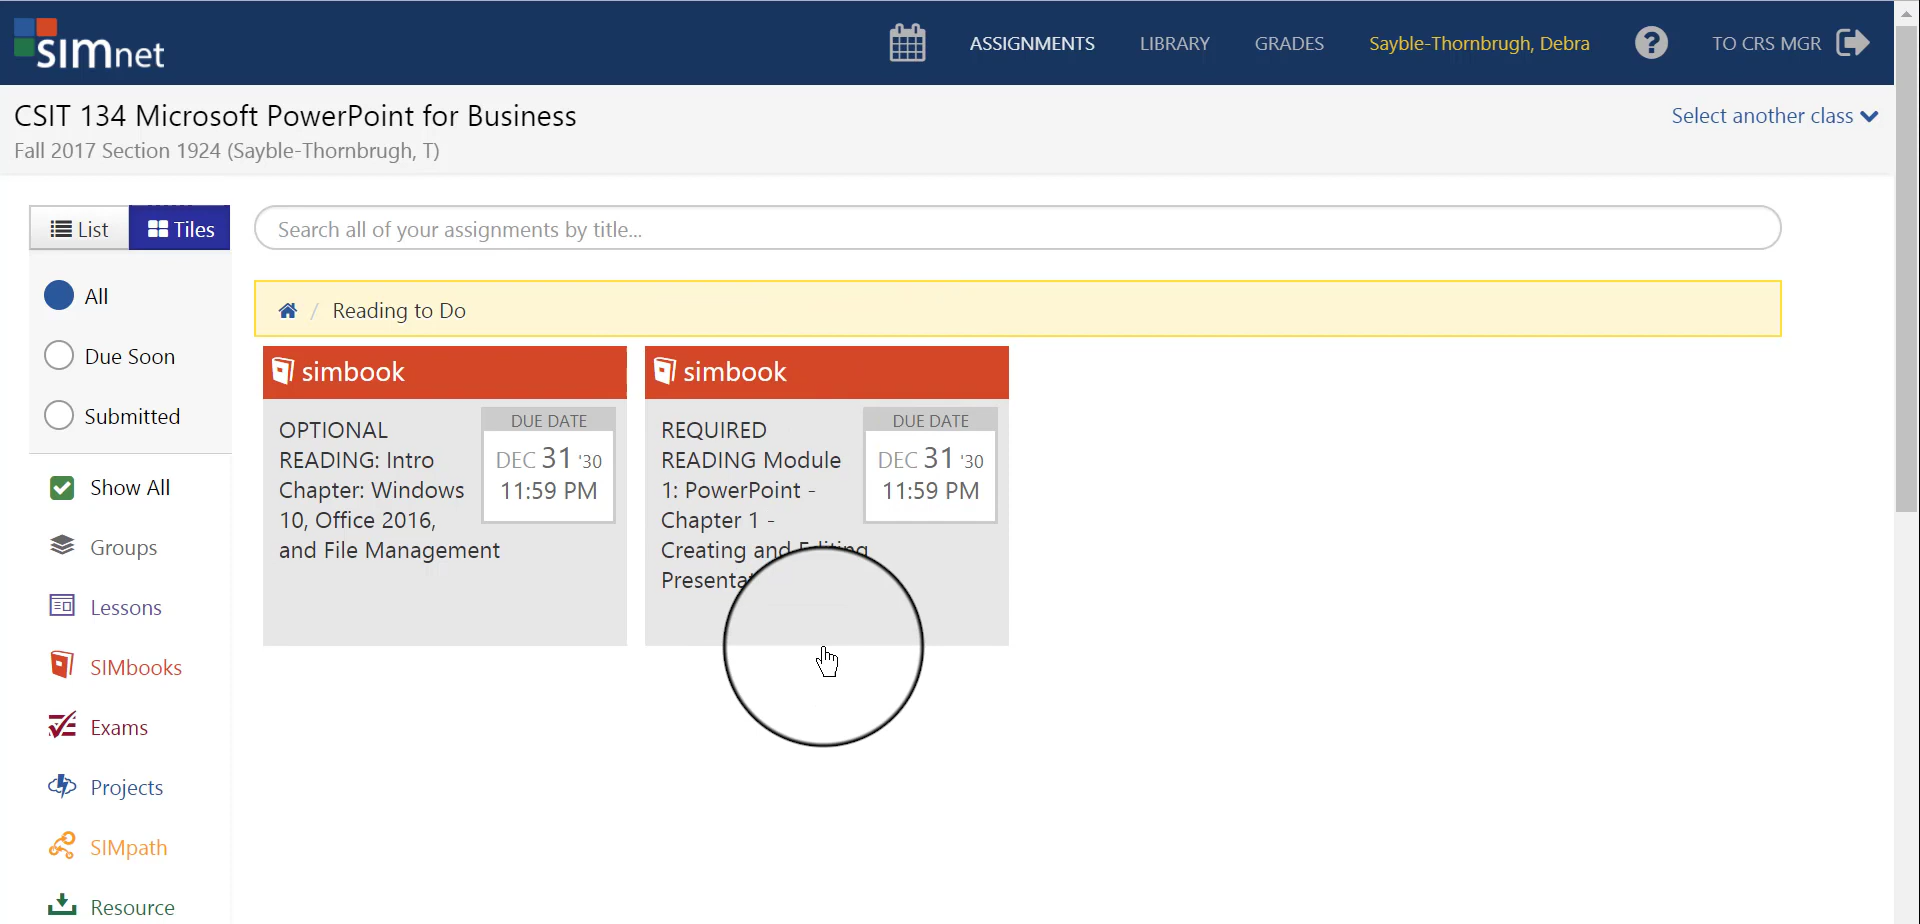 SIMnet
ASSIGNMENTS
LIBRARY
GRADES
Sayble-Thornbrugh, Debra
?
TO CRS MGR
CSIT 134 Microsoft PowerPoint for Business
Select another class
Fall 2017 Section 1924 (Sayble-Thornbrugh, T)
List
Tiles
Search all of your assignments by title...
All
Due Soon
Submitted
Show All
Groups
Lessons
SIMbooks
Exams
Projects
SIMpath
Resource
/ Reading to Do
simbook
OPTIONAL
READING: Intro
Chapter: Windows
10, Office 2016,
and File Management
DUE DATE
DEC 31 '30
11:59 PM
simbook
REQUIRED
READING Module
1: PowerPoint -
Chapter 1 -
Creating and Editing
DUE DATE
DEC 31 '30
11:59 PM